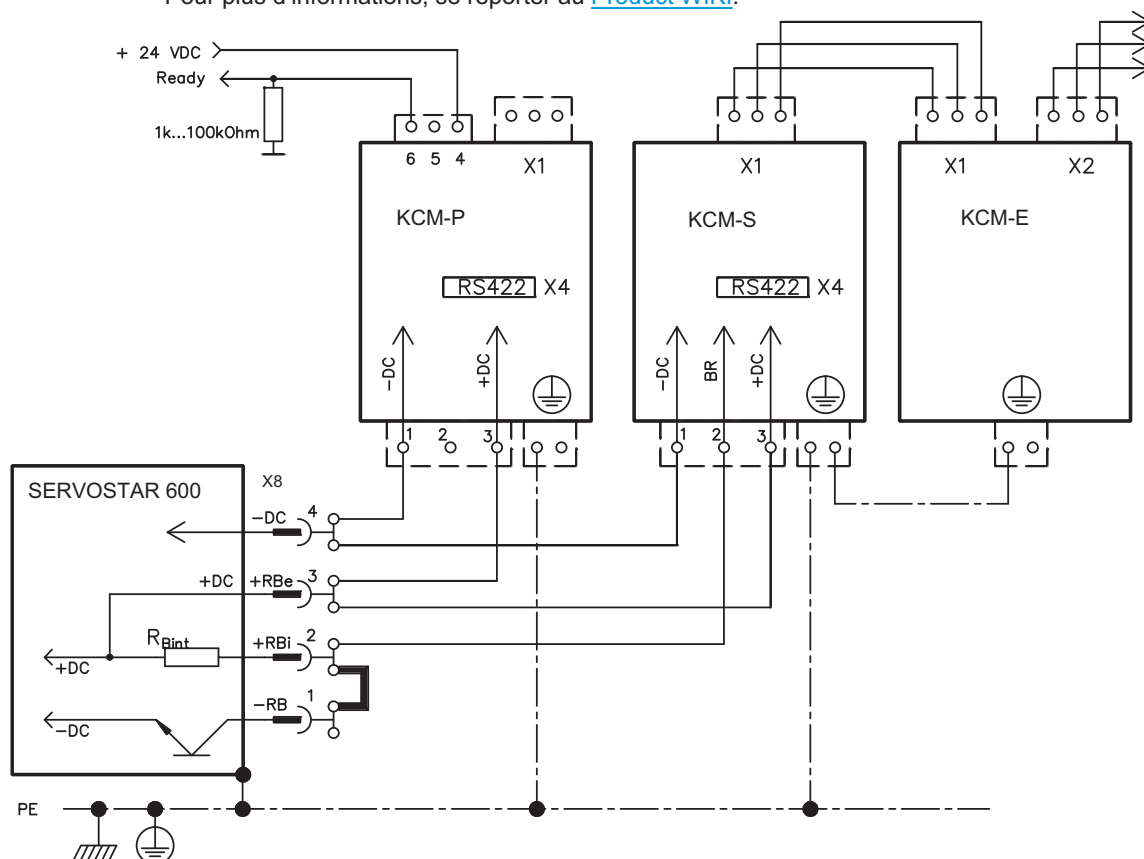 Pour plus d'informations, se reporter au Product WIKI.
+ 24 VDC
Ready
1k...100kOhm
6 5 4
X1
X1
X1
X2
KCM-P
KCM-S
KCM-E
RS422 X4
RS422 X4
-DC
+DC
-DC
BR
+DC
1 2 3
1 2 3
SERVOSTAR 600
X8
-DC 4
+DC +RBe 3
RBint
+RBi 2
+DC
-RB 1
-DC
PE